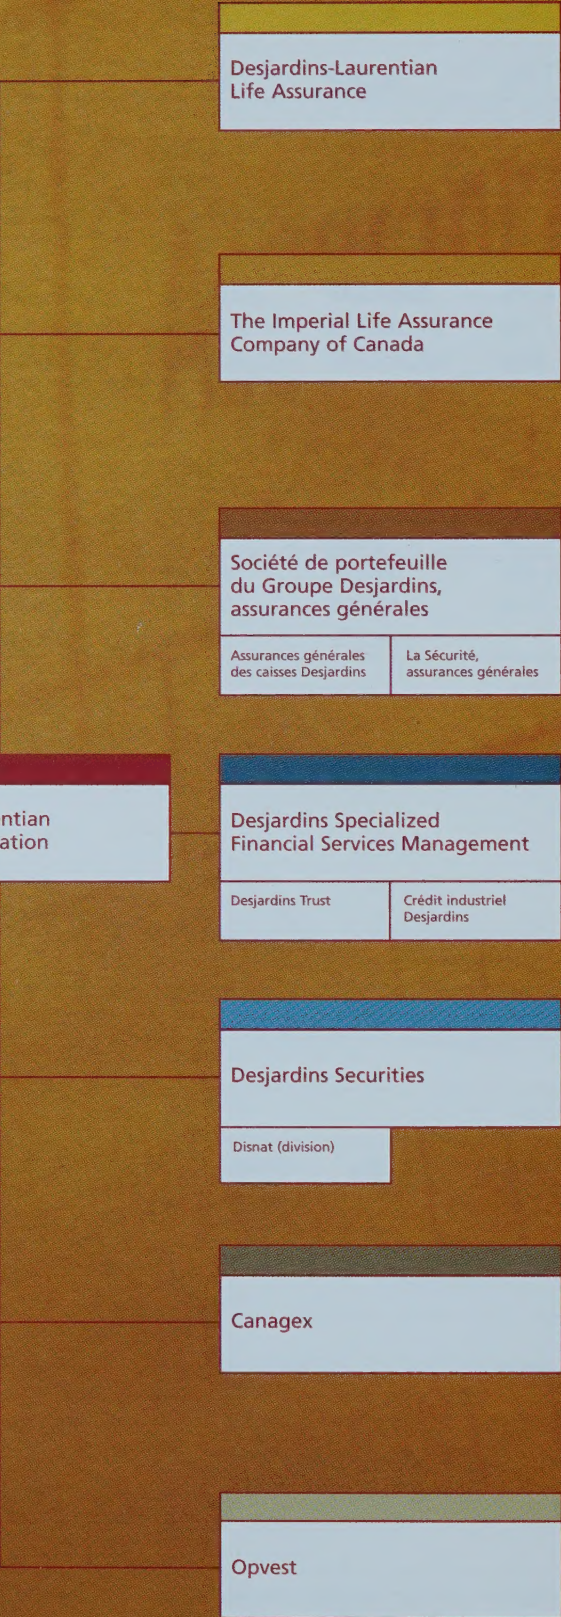 Desjardins-Laurentian
Life Assurance
The Imperial Life Assurance
Company of Canada
Société de portefeuille
du Groupe Desjardins,
assurances générales
Assurances générales
des caisses Desjardins
La Sécurité,
assurances générales
ntian
ation
Desjardins Specialized
Financial Services Management
Desjardins Trust
Crédit industriel
Desjardins
Desjardins Securities
Disnat (division)
Canagex
Opvest